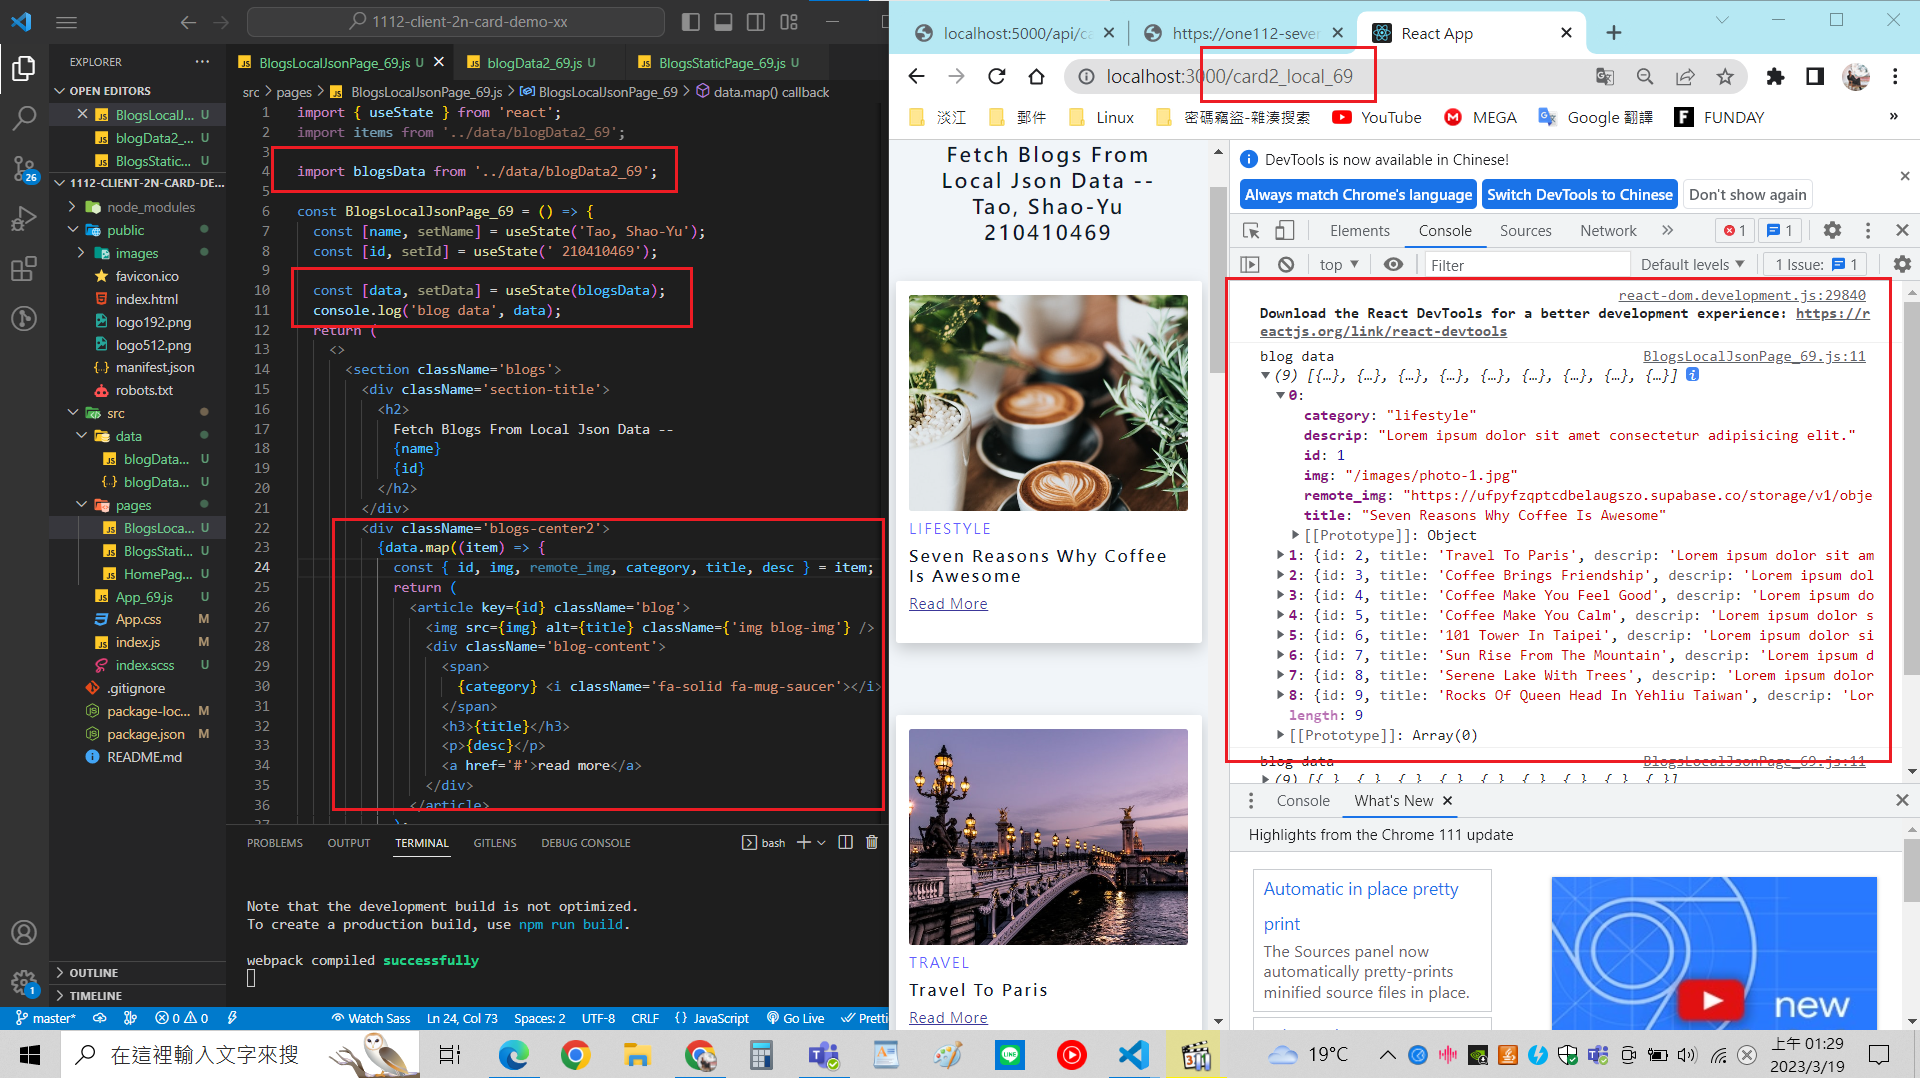 1112-client-2n-card-demo-xx
EXPLORER
OPEN EDITORS
BlogsLocalJ... U
blogData2_... U
BlogsStatic... U
1112-CLIENT-2N-CARD-DE...
node_modules
public
images
favicon.ico
index.html
logo192.png
logo512.png
manifest.json
robots.txt
src
data
blogData... U
blogData... U
pages
BlogsLoca... U
BlogsStati... U
HomePag... U
App_69.js U
App.css M
index.js M
index.scss U
.gitignore
package-loc... M
package.json M
README.md
OUTLINE
TIMELINE
26
1
BlogsLocalJsonPage_69.js U
blogData2_69.js U
BlogsStaticPage_69.js U
src > pages > BlogsLocalJsonPage_69.js > BlogsLocalJsonPage_69 > data.map() callback
1 import { useState } from 'react';
2 import items from '../data/blogData2_69';
3
4 import blogsData from '../data/blogData2_69';
5
6 const BlogsLocalJsonPage_69 = () => {
7 const [name, setName] = useState('Tao, Shao-Yu');
8 const [id, setId] = useState(' 210410469');
9
10 const [data, setData] = useState(blogsData);
11 console.log('blog data', data);
12 return (
13 <>
14 <section className='blogs'>
15 <div className='section-title'>
16 <h2>
17 Fetch Blogs From Local Json Data --
18 {name}
19 {id}
20 </h2>
21 </div>
22 <div className='blogs-center2'>
23 {data.map((item) => {
24 const { id, img, remote_img, category, title, desc } = item;
25 return (
26 <article key={id} className='blog'>
27 <img src={img} alt={title} className={'img blog-img'} />
28 <div className='blog-content'>
29 <span>
30 {category} <i className='fa-solid fa-mug-saucer'></i>
31 </span>
32 <h3>{title}</h3>
33 <p>{desc}</p>
34 <a href='#'>read more</a>
35 </div>
36 </article>
37 );
PROBLEMS OUTPUT TERMINAL GITLENS DEBUG CONSOLE
bash
Note that the development build is not optimized.
To create a production build, use npm run build.
webpack compiled successfully
master* 0 0 Watch Sass Ln 24, Col 73 Spaces: 2 UTF-8 CRLF {} JavaScript Go Live Pretti
localhost:5000/api/ca
https://one112-seve
React App
localhost:3000/card2_local_69
淡江 郵件 Linux 密碼竊盜-雜湊搜索 YouTube MEGA Google 翻譯 FUNDAY »
Fetch Blogs From
Local Json Data --
Tao, Shao-Yu
210410469
LIFESTYLE
Seven Reasons Why Coffee
Is Awesome
Read More
TRAVEL
Travel To Paris
Read More
DevTools is now available in Chinese!
Always match Chrome's language Switch DevTools to Chinese Don't show again
Elements Console Sources Network » 1 1
top Filter Default levels 1 Issue: 1
react-dom.development.js:29840
Download the React DevTools for a better development experience: https://r
eactjs.org/link/react-devtools
blog data BlogsLocalJsonPage_69.js:11
(9) [{…}, {…}, {…}, {…}, {…}, {…}, {…}, {…}, {…}]
0:
category: "lifestyle"
descrip: "Lorem ipsum dolor sit amet consectetur adipisicing elit."
id: 1
img: "/images/photo-1.jpg"
remote_img: "https://ufpyfzqptcdbelaugszo.supabase.co/storage/v1/obje
title: "Seven Reasons Why Coffee Is Awesome"
[[Prototype]]: Object
1: {id: 2, title: 'Travel To Paris', descrip: 'Lorem ipsum dolor sit am
2: {id: 3, title: 'Coffee Brings Friendship', descrip: 'Lorem ipsum dol
3: {id: 4, title: 'Coffee Make You Feel Good', descrip: 'Lorem ipsum do
4: {id: 5, title: 'Coffee Make You Calm', descrip: 'Lorem ipsum dolor s
5: {id: 6, title: '101 Tower In Taipei', descrip: 'Lorem ipsum dolor si
6: {id: 7, title: 'Sun Rise From The Mountain', descrip: 'Lorem ipsum d
7: {id: 8, title: 'Serene Lake With Trees', descrip: 'Lorem ipsum dolor
8: {id: 9, title: 'Rocks Of Queen Head In Yehliu Taiwan', descrip: 'Lor
length: 9
[[Prototype]]: Array(0)
blog data BlogsLocalJsonPage_69.js:11
(9) [{…}, {…}, {…}, {…}, {…}, {…}, {…}, {…}, {…}]
Console What's New
Highlights from the Chrome 111 update
Automatic in place pretty
print
The Sources panel now
automatically pretty-prints
minified source files in place.
new
在這裡輸入文字來搜
19°C
上午 01:29
2023/3/19